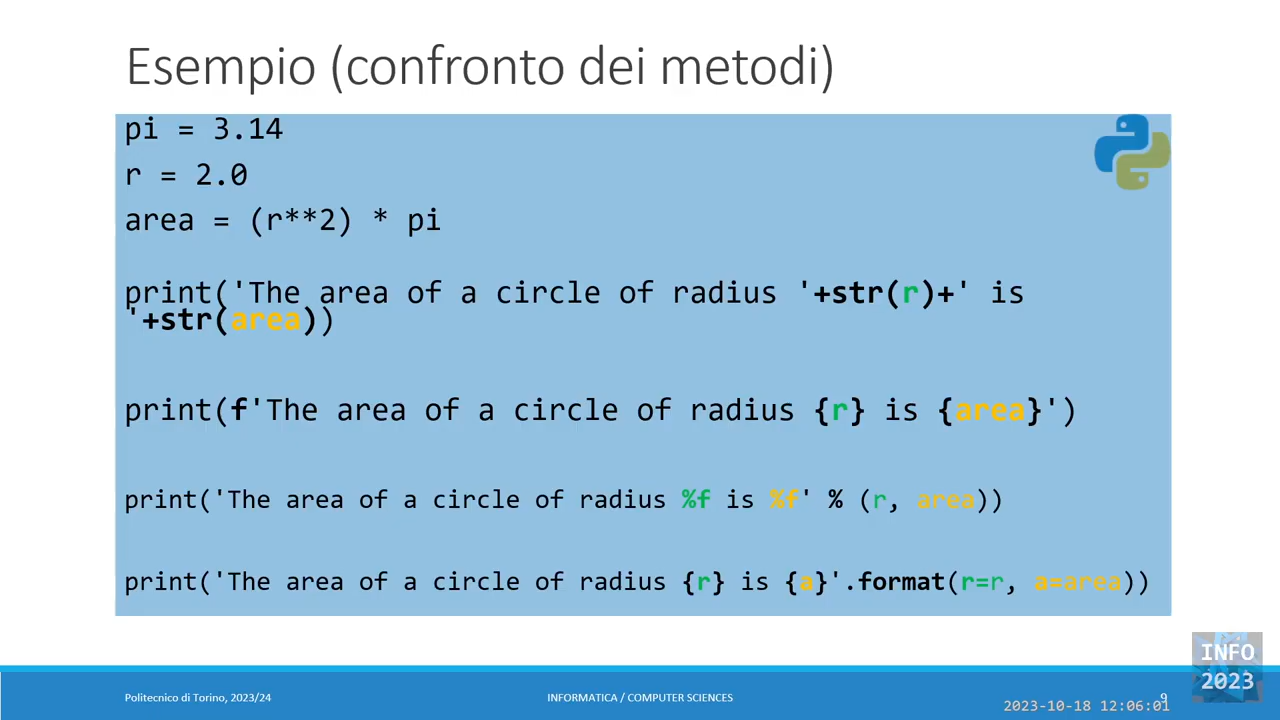 Esempio (confronto dei metodi)
pi = 3.14
r = 2.0
area = (r**2) * pi
print('The area of a circle of radius '+str(r)+' is
'+str(area))
print(f'The area of a circle of radius {r} is {area}')
print('The area of a circle of radius %f is %f' % (r, area))
print('The area of a circle of radius {r} is {a}'.format(r=r, a=area))
INFO
2023
Politecnico di Torino, 2023/24
INFORMATICA / COMPUTER SCIENCES
9
2023-10-18 12:06:01